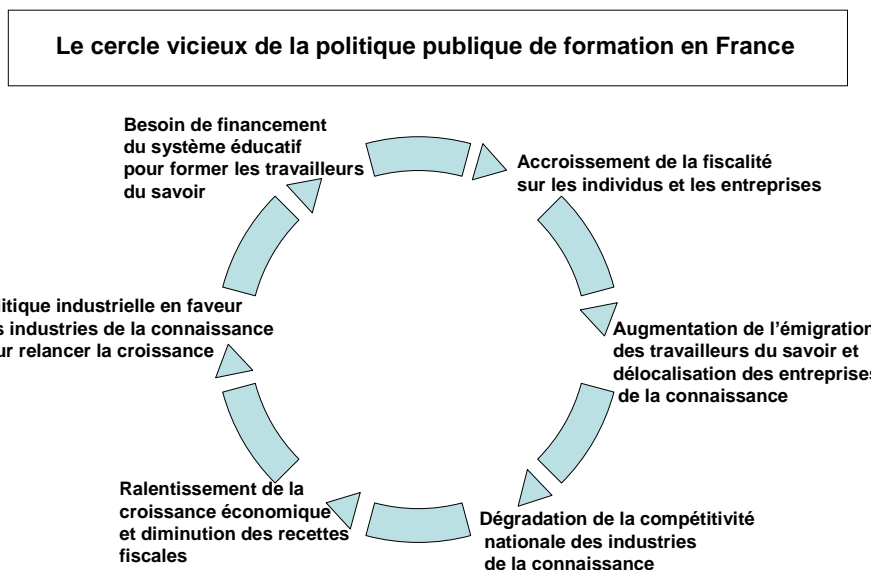 Le cercle vicieux de la politique publique de formation en France
Besoin de financement
du système éducatif
pour former les travailleurs
du savoir
Accroissement de la fiscalité
sur les individus et les entreprises
Augmentation de l’émigration
des travailleurs du savoir et
délocalisation des entreprises
de la connaissance
Dégradation de la compétitivité
nationale des industries
de la connaissance
Ralentissement de la
croissance économique
et diminution des recettes
fiscales
litique industrielle en faveur
s industries de la connaissance
ur relancer la croissance